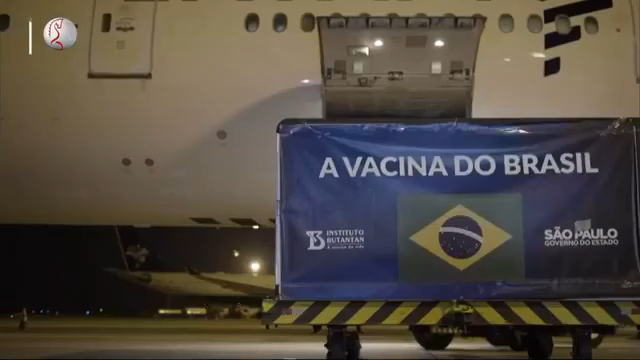 A VACINA DO BRASIL
INSTITUTO
BUTANTAN
SÃO PAULO
GOVERNO DO ESTADO